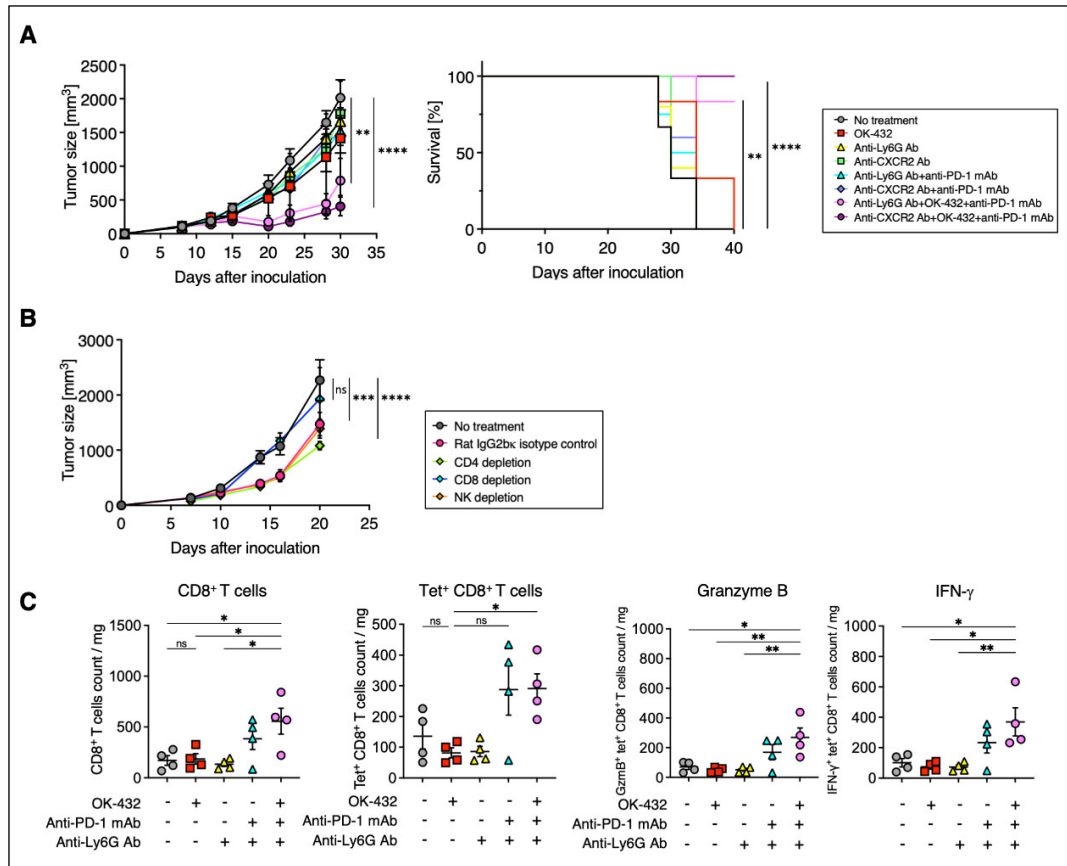 A
2500
2000
1500
1000
500
0
Tumor size [mm³]
0 5 10 15 20 25 30 35
Days after inoculation
**
****
100
50
0
Survival [%]
0 10 20 30 40
Days after inoculation
**
****
No treatment
OK-432
Anti-Ly6G Ab
Anti-CXCR2 Ab
Anti-Ly6G Ab+anti-PD-1 mAb
Anti-CXCR2 Ab+anti-PD-1 mAb
Anti-Ly6G Ab+OK-432+anti-PD-1 mAb
Anti-CXCR2 Ab+OK-432+anti-PD-1 mAb
B
3000
2000
1000
0
Tumor size [mm³]
0 5 10 15 20 25
Days after inoculation
ns
***
****
No treatment
Rat IgG2bκ isotype control
CD4 depletion
CD8 depletion
NK depletion
C
CD8⁺ T cells
1500
1000
500
0
CD8⁺ T cells count / mg
*
*
ns
*
OK-432 - + - - +
Anti-PD-1 mAb - - - + +
Anti-Ly6G Ab - - + + +
Tet⁺ CD8⁺ T cells
600
500
400
300
200
100
0
Tet⁺ CD8⁺ T cells count / mg
*
ns
ns
OK-432 - + - - +
Anti-PD-1 mAb - - - + +
Anti-Ly6G Ab - - + + +
Granzyme B
1000
800
600
400
200
0
GzmB⁺ tet⁺ CD8⁺ T cells count / mg
*
**
**
OK-432 - + - - +
Anti-PD-1 mAb - - - + +
Anti-Ly6G Ab - - + + +
IFN-γ
1000
800
600
400
200
0
IFN-γ⁺ tet⁺ CD8⁺ T cells count / mg
*
*
**
- + - - +
- - - + +
- - + + +